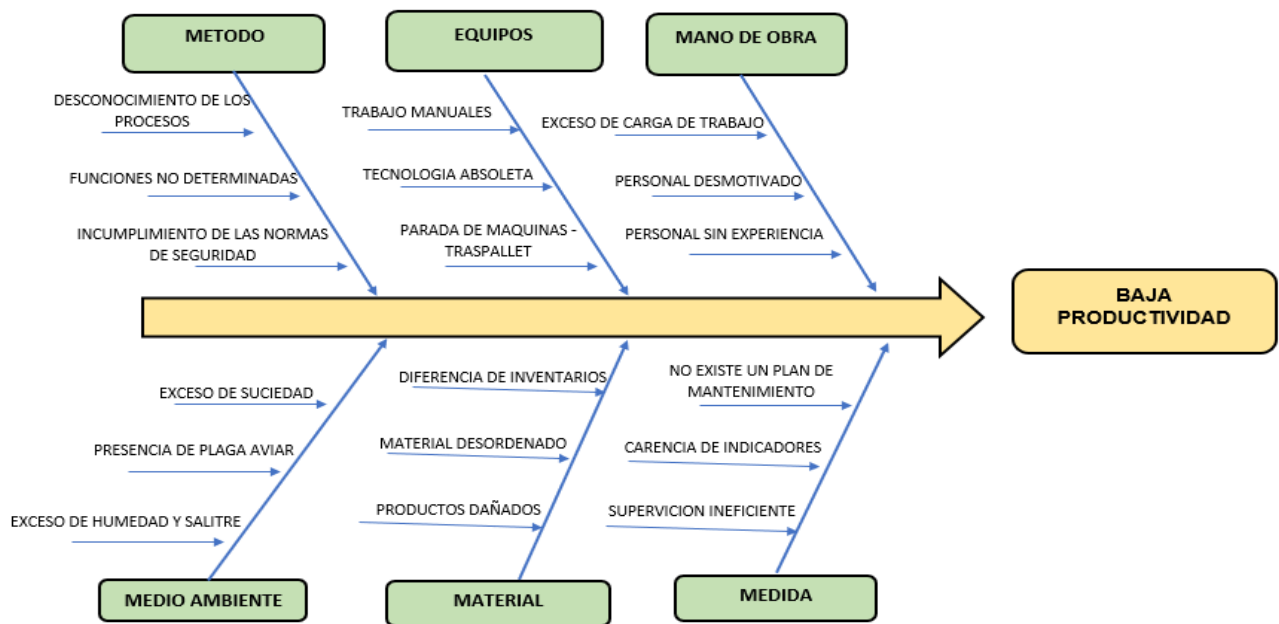 METODO
EQUIPOS
MANO DE OBRA
DESCONOCIMIENTO DE LOS
PROCESOS
FUNCIONES NO DETERMINADAS
INCUMPLIMIENTO DE LAS NORMAS
DE SEGURIDAD
TRABAJO MANUALES
TECNOLOGIA ABSOLETA
PARADA DE MAQUINAS -
TRASPALLET
EXCESO DE CARGA DE TRABAJO
PERSONAL DESMOTIVADO
PERSONAL SIN EXPERIENCIA
BAJA
PRODUCTIVIDAD
EXCESO DE SUCIEDAD
PRESENCIA DE PLAGA AVIAR
EXCESO DE HUMEDAD Y SALITRE
DIFERENCIA DE INVENTARIOS
MATERIAL DESORDENADO
PRODUCTOS DAÑADOS
NO EXISTE UN PLAN DE
MANTENIMIENTO
CARENCIA DE INDICADORES
SUPERVICION INEFICIENTE
MEDIO AMBIENTE
MATERIAL
MEDIDA